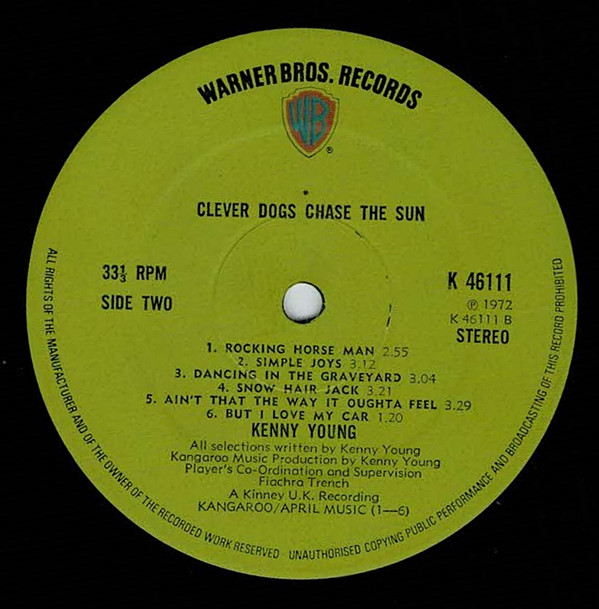 WARNER BROS. RECORDS
WB
®
CLEVER DOGS CHASE THE SUN
33⅓ RPM
SIDE TWO
K 46111
℗ 1972
K 46111 B
STEREO
1. ROCKING HORSE MAN 2.55
2. SIMPLE JOYS 3.12
3. DANCING IN THE GRAVEYARD 3.04
4. SNOW HAIR JACK 3.21
5. AIN'T THAT THE WAY IT OUGHTA FEEL 3.29
6. BUT I LOVE MY CAR 1.20
KENNY YOUNG
All selections written by Kenny Young
Kangaroo Music Production by Kenny Young
Player's Co-Ordination and Supervision
Fiachra Trench
A Kinney U.K. Recording
KANGAROO/APRIL MUSIC (1—6)
ALL RIGHTS OF THE MANUFACTURER AND OF THE OWNER OF THE RECORDED WORK RESERVED · UNAUTHORISED COPYING PUBLIC PERFORMANCE AND BROADCASTING OF THIS RECORD PROHIBITED